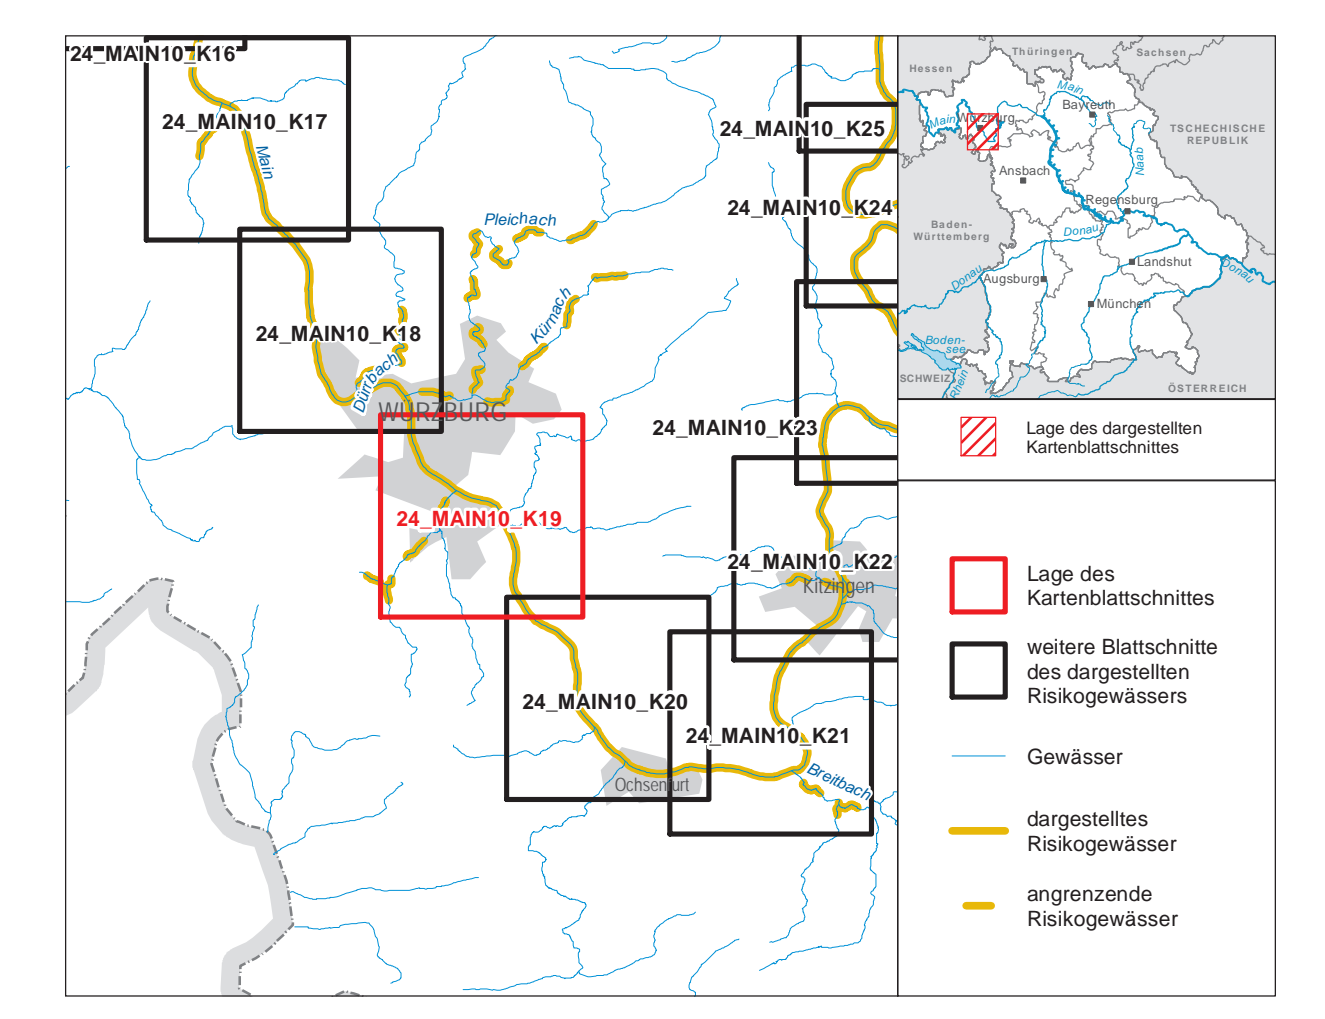 24_MAIN10_K16
24_MAIN10_K17
Main
24_MAIN10_K25
24_MAIN10_K24
Pleichach
Kürnach
24_MAIN10_K18
Dürrbach
WÜRZBURG
24_MAIN10_K23
24_MAIN10_K19
24_MAIN10_K22
Kitzingen
24_MAIN10_K20
24_MAIN10_K21
Breitbach
Ochsenfurt
Thüringen
Sachsen
Hessen
Main
Bayreuth
Main
Würzburg
TSCHECHISCHE
REPUBLIK
Naab
Ansbach
Regensburg
Baden-
Württemberg
Donau
Donau
Landshut
Donau
Augsburg
München
Boden-
see
SCHWEIZ
Rhein
ÖSTERREICH
Lage des dargestellten
Kartenblattschnittes
Lage des
Kartenblattschnittes
weitere Blattschnitte
des dargestellten
Risikogewässers
Gewässer
dargestelltes
Risikogewässer
angrenzende
Risikogewässer